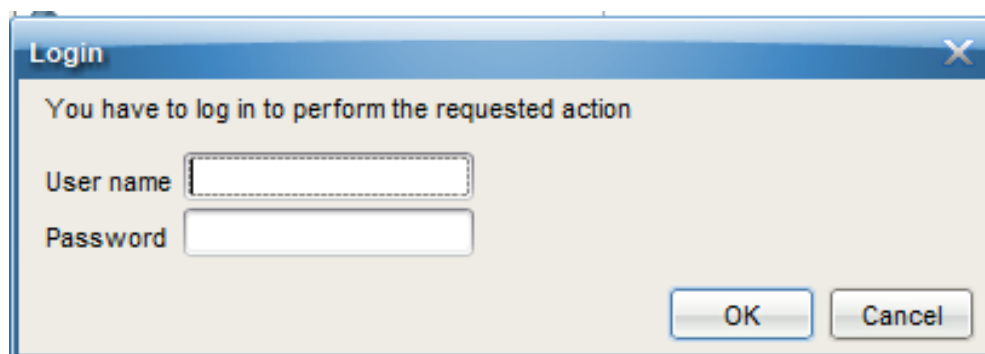 Login
You have to log in to perform the requested action
User name
Password
OK Cancel